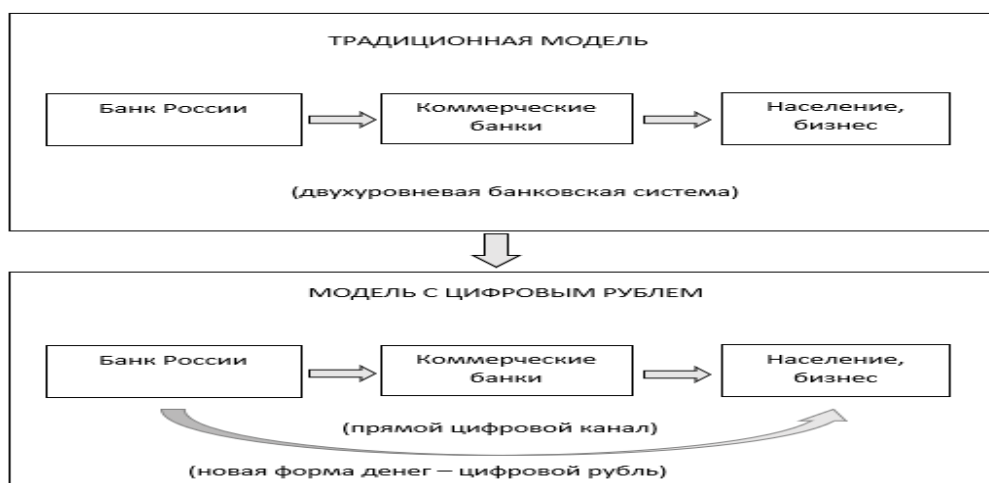 ТРАДИЦИОННАЯ МОДЕЛЬ
Банк России
Коммерческие
банки
Население,
бизнес
(двухуровневая банковская система)
МОДЕЛЬ С ЦИФРОВЫМ РУБЛЕМ
Банк России
Коммерческие
банки
Население,
бизнес
(прямой цифровой канал)
(новая форма денег – цифровой рубль)